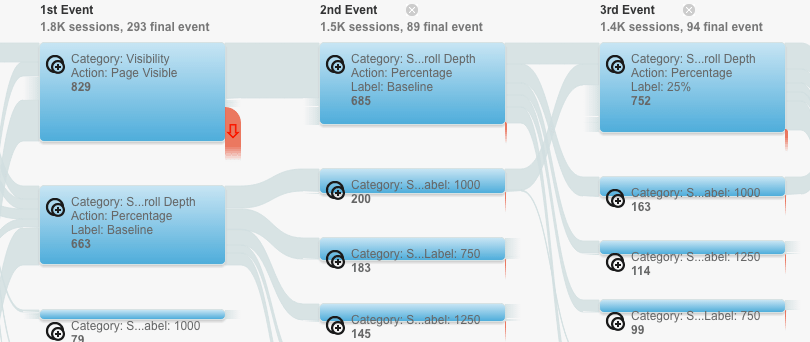 1st Event
1.8K sessions, 293 final event
Category: Visibility
Action: Page Visible
829
Category: S...roll Depth
Action: Percentage
Label: Baseline
663
Category: S...abel: 1000
79
2nd Event
1.5K sessions, 89 final event
Category: S...roll Depth
Action: Percentage
Label: Baseline
685
Category: S...abel: 1000
200
Category: S...Label: 750
183
Category: S...abel: 1250
145
3rd Event
1.4K sessions, 94 final event
Category: S...roll Depth
Action: Percentage
Label: 25%
752
Category: S...abel: 1000
163
Category: S...abel: 1250
114
Category: S...Label: 750
99